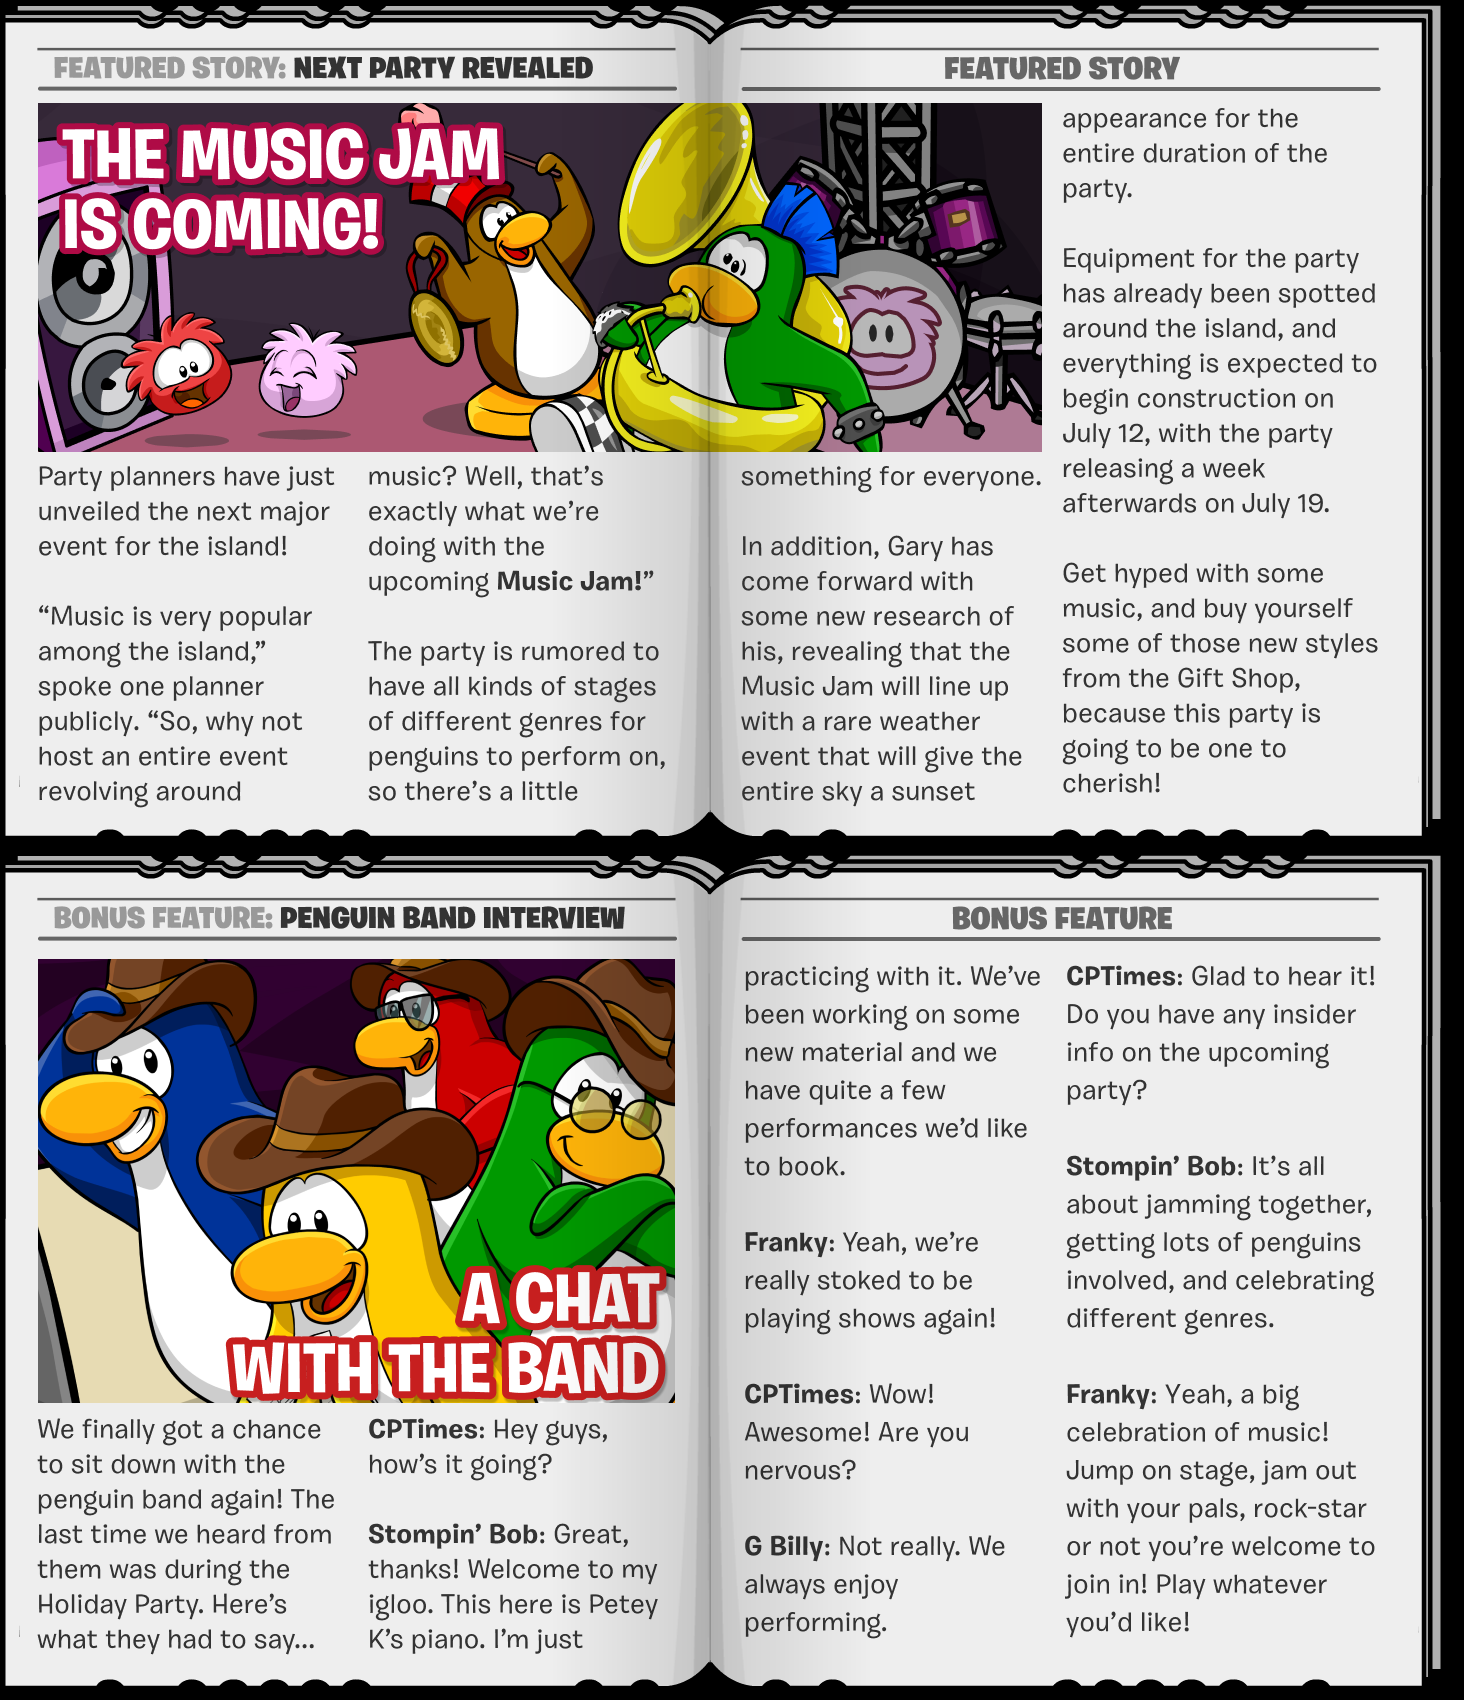 FEATURED STORY: NEXT PARTY REVEALED
THE MUSIC JAM
IS COMING!
Party planners have just
unveiled the next major
event for the island!
“Music is very popular
among the island,”
spoke one planner
publicly. “So, why not
host an entire event
revolving around
music? Well, that’s
exactly what we’re
doing with the
upcoming Music Jam!”
The party is rumored to
have all kinds of stages
of different genres for
penguins to perform on,
so there’s a little
FEATURED STORY
something for everyone.
In addition, Gary has
come forward with
some new research of
his, revealing that the
Music Jam will line up
with a rare weather
event that will give the
entire sky a sunset
appearance for the
entire duration of the
party.
Equipment for the party
has already been spotted
around the island, and
everything is expected to
begin construction on
July 12, with the party
releasing a week
afterwards on July 19.
Get hyped with some
music, and buy yourself
some of those new styles
from the Gift Shop,
because this party is
going to be one to
cherish!
BONUS FEATURE: PENGUIN BAND INTERVIEW
A CHAT
WITH THE BAND
We finally got a chance
to sit down with the
penguin band again! The
last time we heard from
them was during the
Holiday Party. Here’s
what they had to say...
CPTimes: Hey guys,
how’s it going?
Stompin’ Bob: Great,
thanks! Welcome to my
igloo. This here is Petey
K’s piano. I’m just
BONUS FEATURE
practicing with it. We’ve
been working on some
new material and we
have quite a few
performances we’d like
to book.
Franky: Yeah, we’re
really stoked to be
playing shows again!
CPTimes: Wow!
Awesome! Are you
nervous?
G Billy: Not really. We
always enjoy
performing.
CPTimes: Glad to hear it!
Do you have any insider
info on the upcoming
party?
Stompin’ Bob: It’s all
about jamming together,
getting lots of penguins
involved, and celebrating
different genres.
Franky: Yeah, a big
celebration of music!
Jump on stage, jam out
with your pals, rock-star
or not you’re welcome to
join in! Play whatever
you’d like!